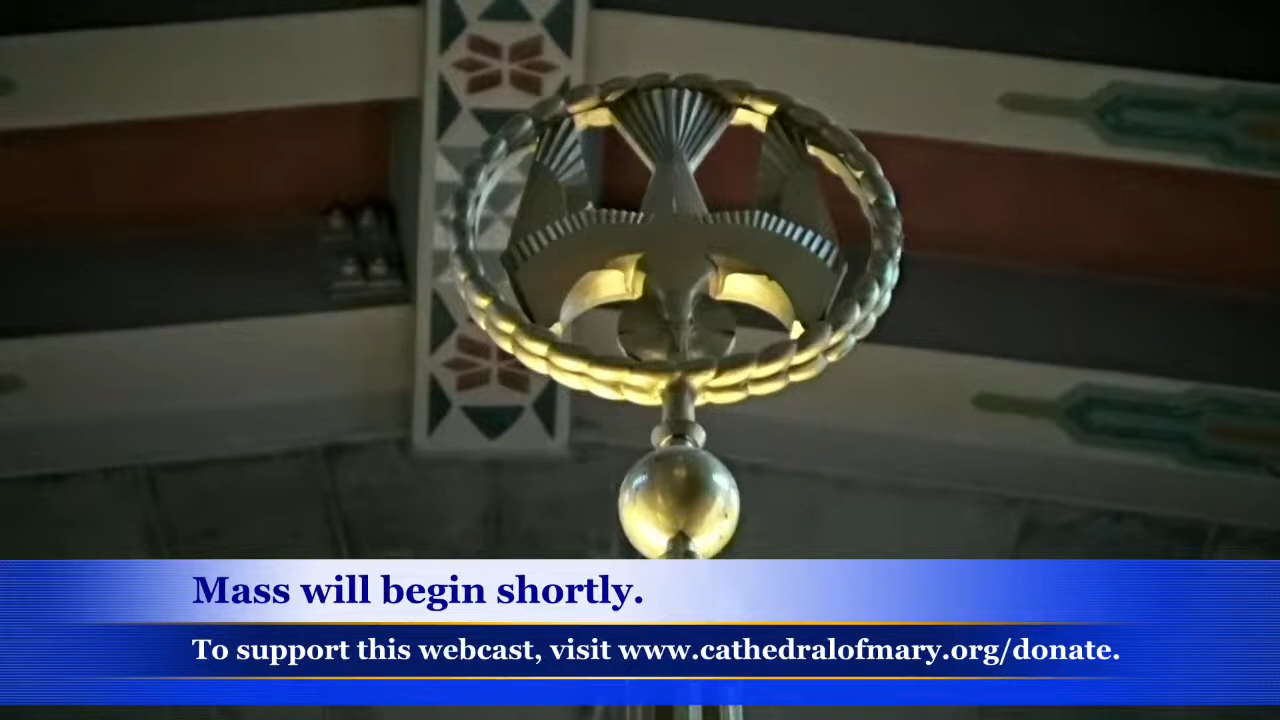 Mass will begin shortly.
To support this webcast, visit www.cathedralofmary.org/donate.